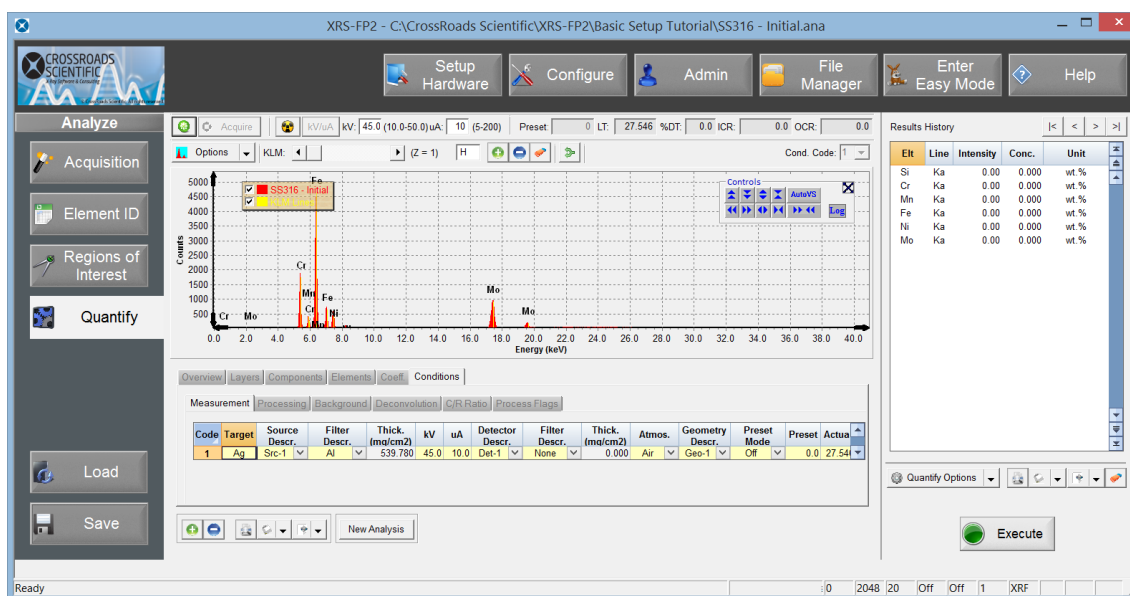 XRS-FP2 - C:\CrossRoads Scientific\XRS-FP2\Basic Setup Tutorial\SS316 - Initial.ana
CROSSROADS
SCIENTIFIC
Setup
Hardware
Configure
Admin
File
Manager
Enter
Easy Mode
Help
Analyze
Acquisition
Element ID
Regions of
Interest
Quantify
Load
Save
Acquire
kV/uA
kV: 45.0 (10.0-50.0) uA: 10 (5-200)
Preset: 0 LT: 27.546 %DT: 0.0 ICR: 0.0 OCR: 0.0
Options
KLM:
(Z = 1)
H
Cond. Code: 1
Counts
5000
4500
4000
3500
3000
2500
2000
1500
1000
500
SS316 - Initial
Fe
Controls
AutoVS
Log
Cr
Mn
Fe
Cr
Ni
Mn
Cr
Mo
Mo
Mo
0.0 2.0 4.0 6.0 8.0 10.0 12.0 14.0 16.0 18.0 20.0 22.0 24.0 26.0 28.0 30.0 32.0 34.0 36.0 38.0 40.0
Energy (keV)
Overview Layers Components Elements Coeff. Conditions
Measurement Processing Background Deconvolution C/R Ratio Process Flags
Code Target Source Descr. Filter Descr. Thick. (mg/cm2) kV uA Detector Descr. Filter Descr. Thick. (mg/cm2) Atmos. Geometry Descr. Preset Mode Preset Actua
1 Ag Src-1 Al 539.780 45.0 10.0 Det-1 None 0.000 Air Geo-1 Off 0.0 27.54
New Analysis
Results History
|< < > >|
Elt Line Intensity Conc. Unit
Si Ka 0.00 0.000 wt.%
Cr Ka 0.00 0.000 wt.%
Mn Ka 0.00 0.000 wt.%
Fe Ka 0.00 0.000 wt.%
Ni Ka 0.00 0.000 wt.%
Mo Ka 0.00 0.000 wt.%
Quantify Options
Execute
Ready
:0 2048 20 Off Off 1 XRF